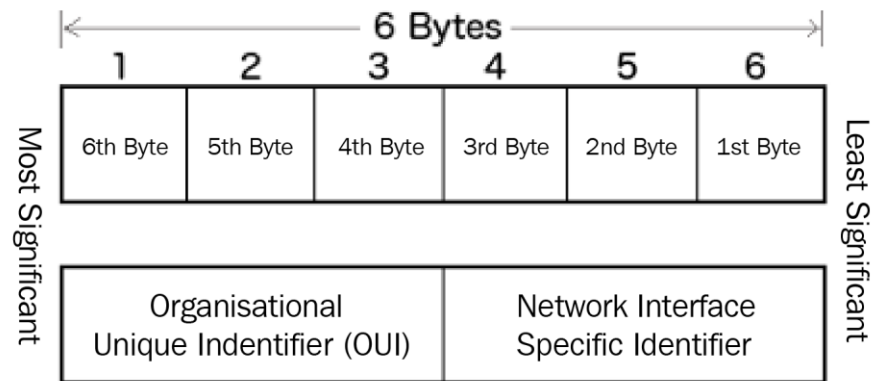 6 Bytes
1 2 3 4 5 6
Most Significant
6th Byte 5th Byte 4th Byte 3rd Byte 2nd Byte 1st Byte
Least Significant
Organisational
Unique Indentifier (OUI)
Network Interface
Specific Identifier